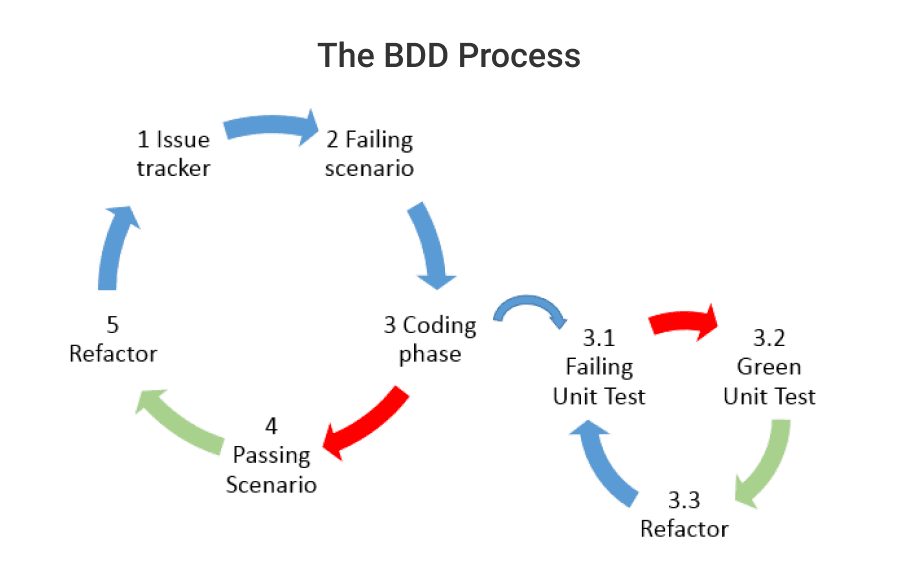 The BDD Process
1 Issue
tracker
2 Failing
scenario
3 Coding
phase
3.1
Failing
Unit Test
3.2
Green
Unit Test
3.3
Refactor
4
Passing
Scenario
5
Refactor